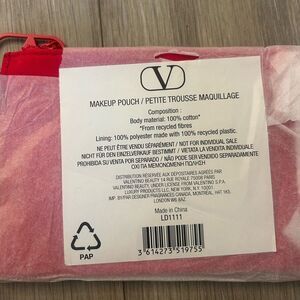 V
MAKEUP POUCH / PETITE TROUSSE MAQUILLAGE
Composition :
Body material: 100% cotton*
*From recycled fibres
Lining: 100% polyester made with 100% recycled plastic.
NE PEUT ÊTRE VENDU SÉPARÉMENT / NOT FOR INDIVIDUAL SALE
NICHT FÜR DEN EINZELVERKAUF BESTIMMT / VIETATA LA VENDITA INDIVIDUALE
PROHIBIDA SU VENTA POR SEPARADO / NÃO PODE SER VENDIDO SEPARADAMENTE
ΟΧΙ ΓΙΑ ΜΕΜΟΝΩΜΕΝΗ ΠΩΛΗΣΗ.
DISTRIBUTION RÉSERVÉE AUX DÉPOSITAIRES AGRÉÉS PAR
VALENTINO BEAUTY 14 RUE ROYALE 75008 PARIS
VALENTINO BEAUTY, UNDER LICENSE FROM VALENTINO S.P.
LUXURY PRODUCTS LLC, NEW YORK, N.Y. 10001.
IMP. BY/PAR DESIGNER FRAGRANCES CANADA, MONTREAL, H4T 1K5,
LONDON W6 8AZ
Made in China
LD1111
PAP
3 614273 519755